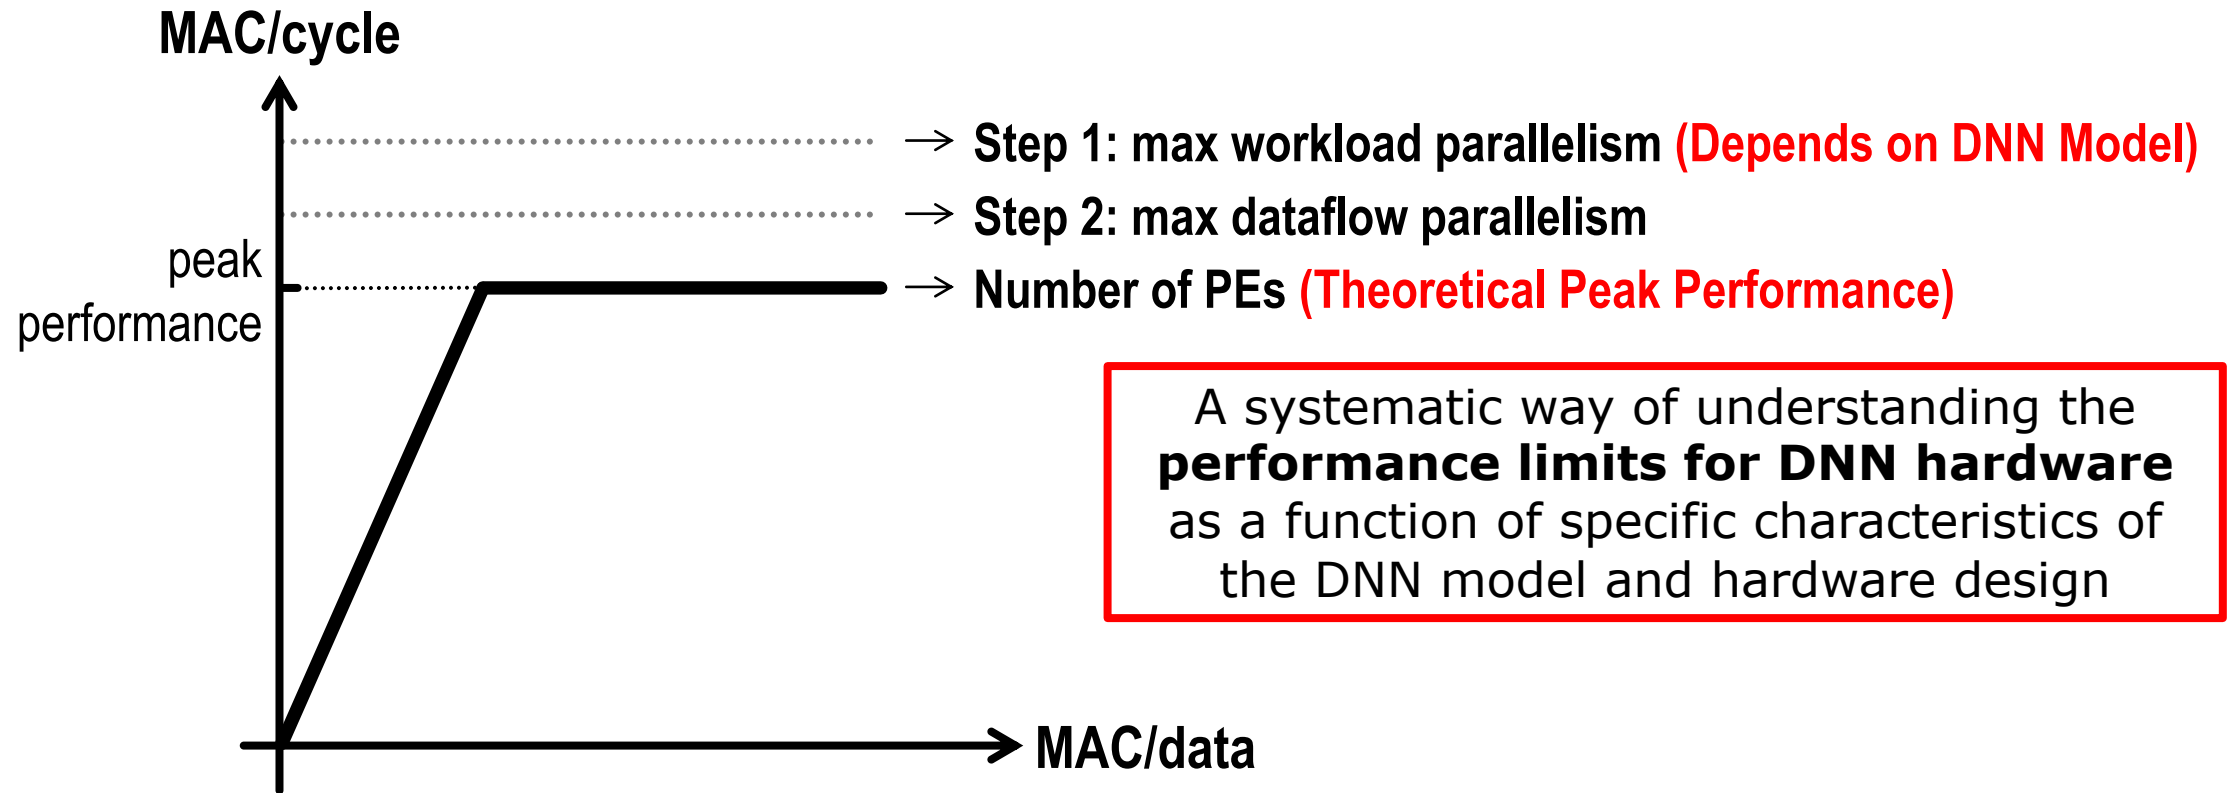 MAC/cycle
Step 1: max workload parallelism (Depends on DNN Model)
Step 2: max dataflow parallelism
peak
performance
Number of PEs (Theoretical Peak Performance)
A systematic way of understanding the
performance limits for DNN hardware
as a function of specific characteristics of
the DNN model and hardware design
MAC/data